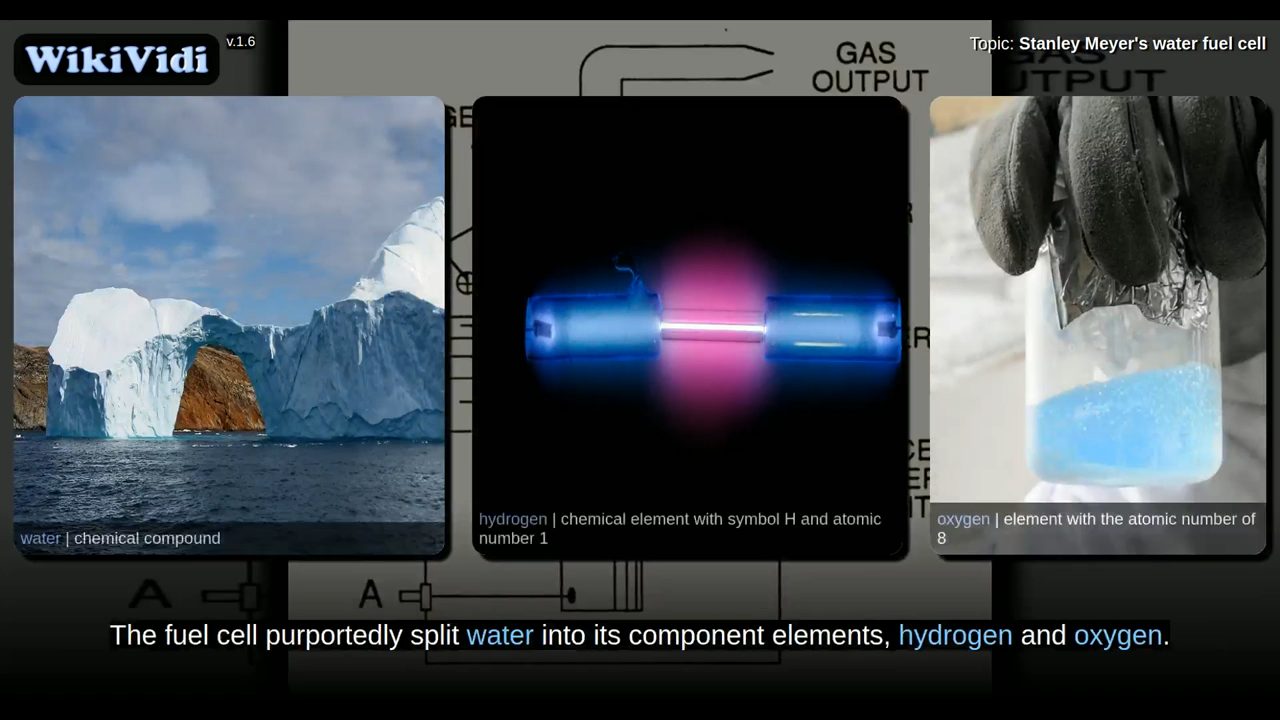 WikiVidi
v.1.6
Topic: Stanley Meyer's water fuel cell
GAS
OUTPUT
water | chemical compound
hydrogen | chemical element with symbol H and atomic
number 1
oxygen | element with the atomic number of
8
A
A
The fuel cell purportedly split water into its component elements, hydrogen and oxygen.